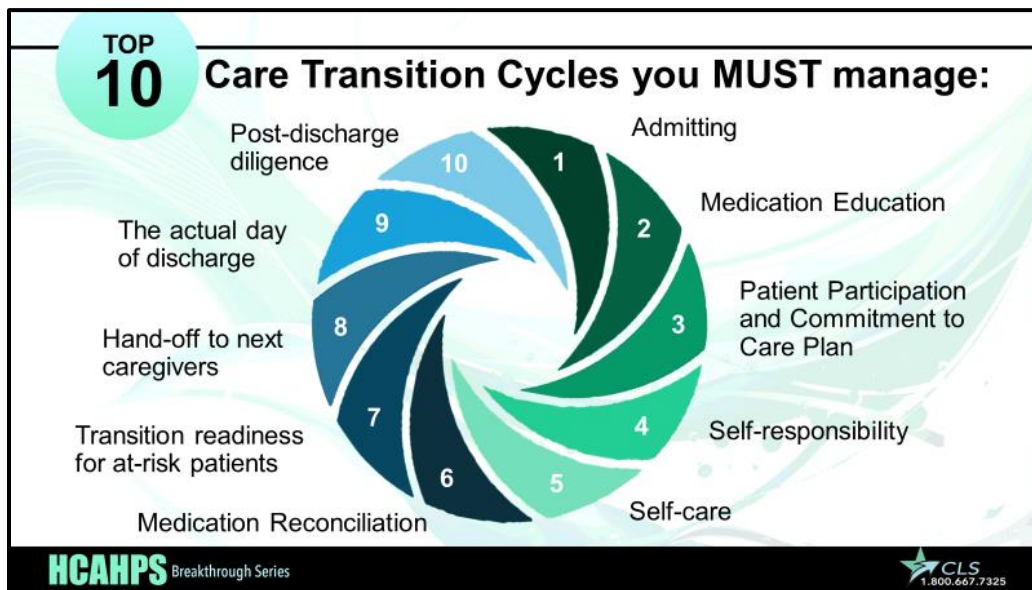 TOP
10
Care Transition Cycles you MUST manage:
1
Admitting
2
Medication Education
3
Patient Participation
and Commitment to
Care Plan
4
Self-responsibility
5
Self-care
6
Medication Reconciliation
7
Transition readiness
for at-risk patients
8
Hand-off to next
caregivers
9
The actual day
of discharge
10
Post-discharge
diligence
HCAHPS Breakthrough Series
CLS
1.800.667.7325